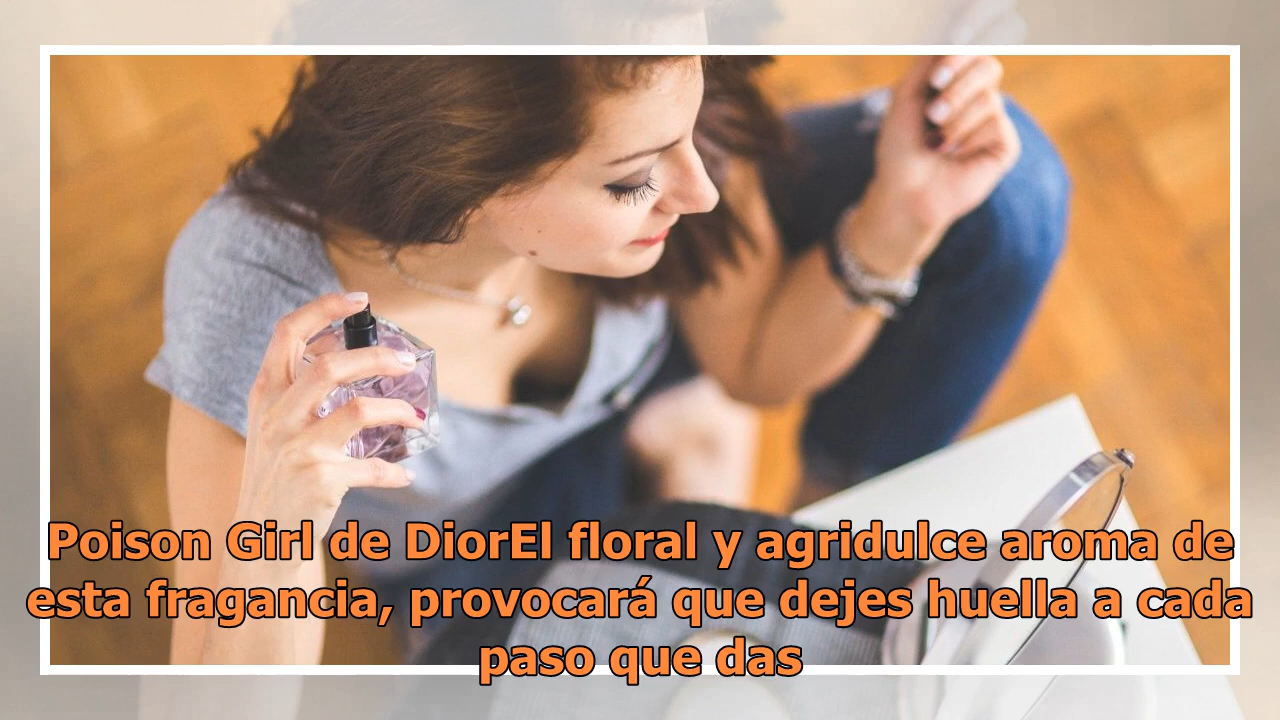 Poison Girl de DiorEl floral y agridulce aroma de
esta fragancia, provocará que dejes huella a cada
paso que das